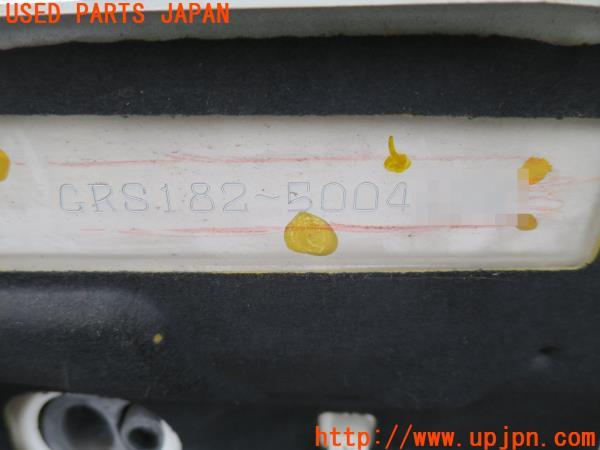 USED PARTS JAPAN
GRS182-5004
http://www.upjpn.com